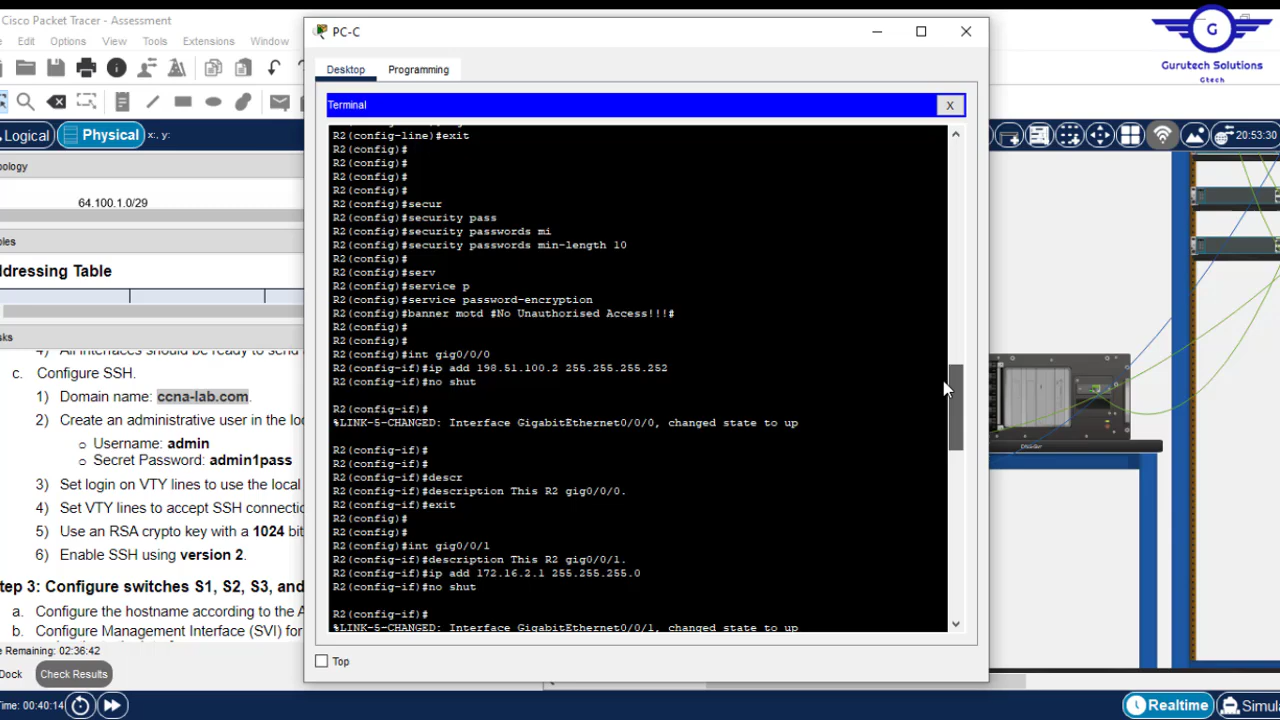 Cisco Packet Tracer - Assessment
Edit Options View Tools Extensions Window
Logical
Physical
x:, y:
64.100.1.0/29
ddressing Table
c. Configure SSH.
1) Domain name: ccna-lab.com.
2) Create an administrative user in the loc
o Username: admin
o Secret Password: admin1pass
3) Set login on VTY lines to use the local
4) Set VTY lines to accept SSH connectio
5) Use an RSA crypto key with a 1024 bit
6) Enable SSH using version 2.
tep 3: Configure switches S1, S2, S3, and
a. Configure the hostname according to the A
b. Configure Management Interface (SVI) for
e Remaining: 02:36:42
Dock
Check Results
Time: 00:40:14
PC-C
Desktop
Programming
Terminal
X
R2(config-line)#exit
R2(config)#
R2(config)#
R2(config)#
R2(config)#
R2(config)#secur
R2(config)#security pass
R2(config)#security passwords mi
R2(config)#security passwords min-length 10
R2(config)#
R2(config)#serv
R2(config)#service p
R2(config)#service password-encryption
R2(config)#banner motd #No Unauthorised Access!!!#
R2(config)#
R2(config)#
R2(config)#int gig0/0/0
R2(config-if)#ip add 198.51.100.2 255.255.255.252
R2(config-if)#no shut
R2(config-if)#
%LINK-5-CHANGED: Interface GigabitEthernet0/0/0, changed state to up
R2(config-if)#
R2(config-if)#
R2(config-if)#descr
R2(config-if)#description This R2 gig0/0/0.
R2(config-if)#exit
R2(config)#
R2(config)#
R2(config)#int gig0/0/1
R2(config-if)#description This R2 gig0/0/1.
R2(config-if)#ip add 172.16.2.1 255.255.255.0
R2(config-if)#no shut
R2(config-if)#
%LINK-5-CHANGED: Interface GigabitEthernet0/0/1, changed state to up
Top
G
Gurutech Solutions
Gtech
20:53:30
Realtime
Simula